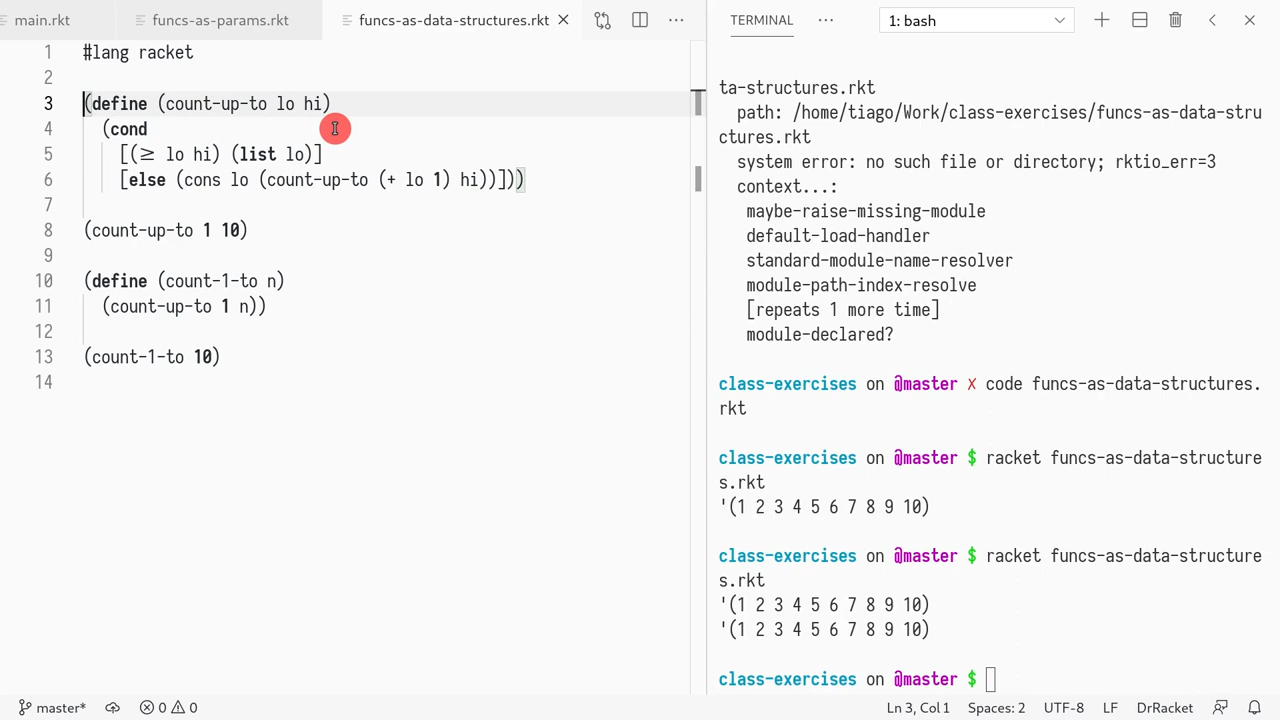 main.rkt funcs-as-params.rkt funcs-as-data-structures.rkt
1 #lang racket
2
3 (define (count-up-to lo hi)
4 (cond
5 [(≥ lo hi) (list lo)]
6 [else (cons lo (count-up-to (+ lo 1) hi))]))
7
8 (count-up-to 1 10)
9
10 (define (count-1-to n)
11 (count-up-to 1 n))
12
13 (count-1-to 10)
14
TERMINAL ··· 1: bash
ta-structures.rkt
path: /home/tiago/Work/class-exercises/funcs-as-data-stru
ctures.rkt
system error: no such file or directory; rktio_err=3
context...:
maybe-raise-missing-module
default-load-handler
standard-module-name-resolver
module-path-index-resolve
[repeats 1 more time]
module-declared?
class-exercises on @master ✗ code funcs-as-data-structures.
rkt
class-exercises on @master $ racket funcs-as-data-structure
s.rkt
'(1 2 3 4 5 6 7 8 9 10)
class-exercises on @master $ racket funcs-as-data-structure
s.rkt
'(1 2 3 4 5 6 7 8 9 10)
'(1 2 3 4 5 6 7 8 9 10)
class-exercises on @master $
master* 0 0 Ln 3, Col 1 Spaces: 2 UTF-8 LF DrRacket